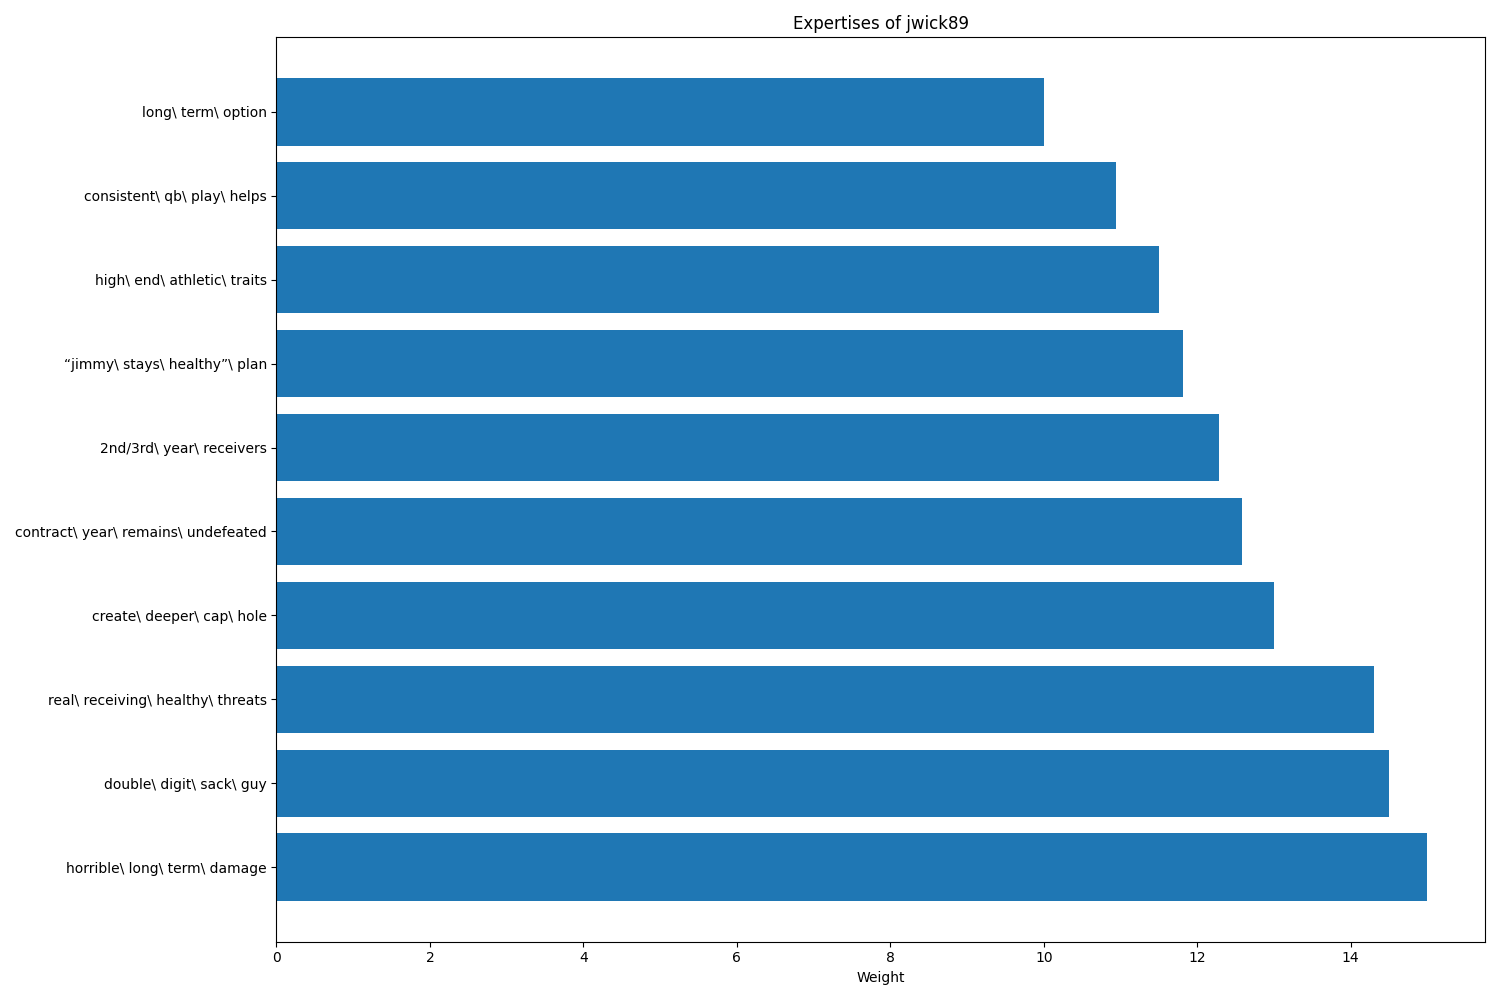 Expertises of jwick89
long\ term\ option
consistent\ qb\ play\ helps
high\ end\ athletic\ traits
“jimmy\ stays\ healthy”\ plan
2nd/3rd\ year\ receivers
contract\ year\ remains\ undefeated
create\ deeper\ cap\ hole
real\ receiving\ healthy\ threats
double\ digit\ sack\ guy
horrible\ long\ term\ damage
0 2 4 6 8 10 12 14
Weight